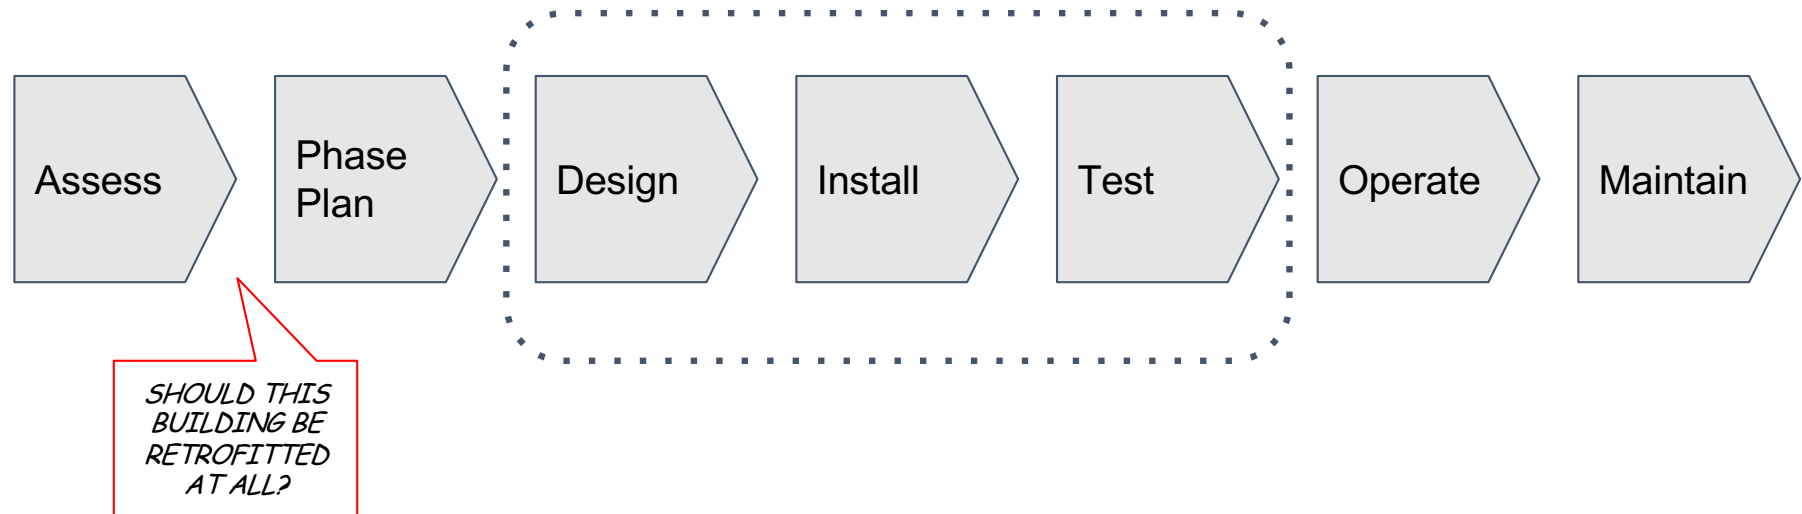 Assess
Phase
Plan
Design
Install
Test
Operate
Maintain
SHOULD THIS
BUILDING BE
RETROFITTED
AT ALL?